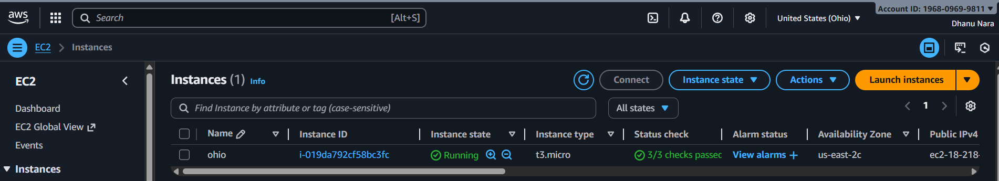 Account ID: 1968-0969-9811
aws
Search [Alt+S]
United States (Ohio)
Dhanu Nara
EC2 Instances
EC2
Instances (1) Info
Connect Instance state Actions Launch instances
Find Instance by attribute or tag (case-sensitive) All states 1
Dashboard
EC2 Global View
Events
Instances
Name Instance ID Instance state Instance type Status check Alarm status Availability Zone Public IPv4
ohio i-019da792cf58bc3fc Running t3.micro 3/3 checks passec View alarms + us-east-2c ec2-18-218-